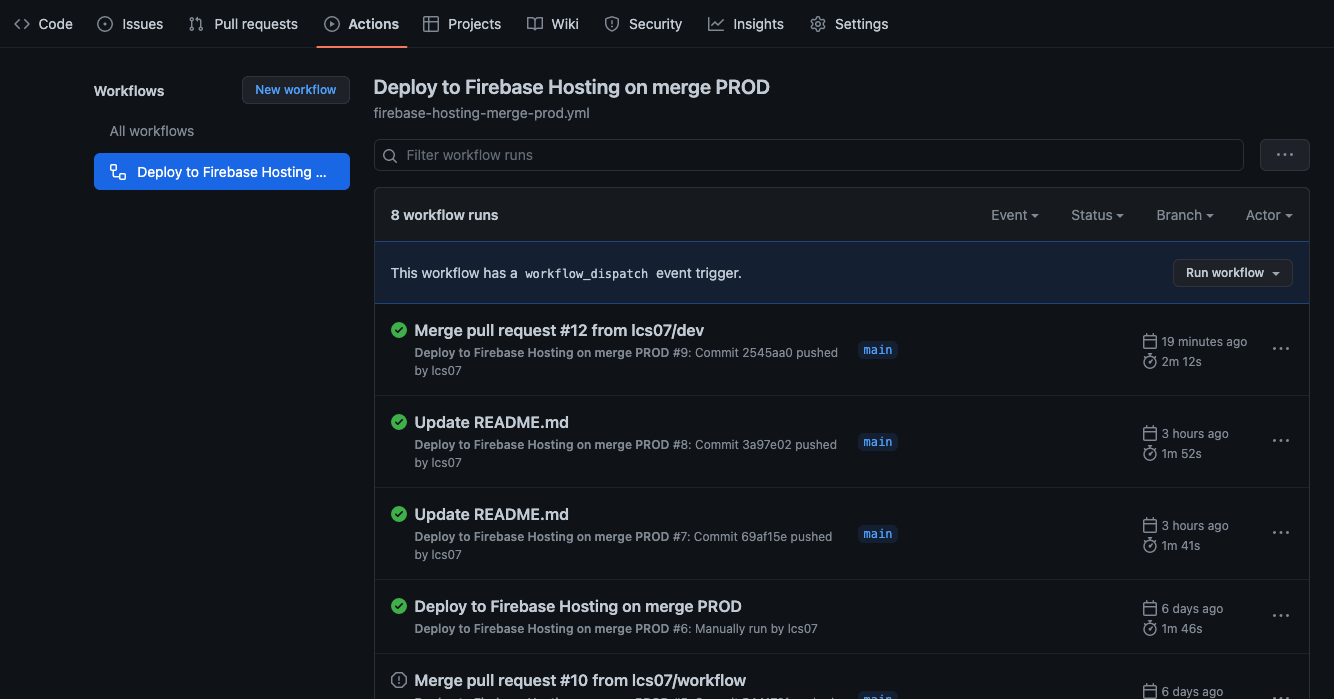 Code Issues Pull requests Actions Projects Wiki Security Insights Settings
Workflows
New workflow
All workflows
Deploy to Firebase Hosting ...
Deploy to Firebase Hosting on merge PROD
firebase-hosting-merge-prod.yml
Filter workflow runs
8 workflow runs
Event Status Branch Actor
This workflow has a workflow_dispatch event trigger.
Run workflow
Merge pull request #12 from lcs07/dev
Deploy to Firebase Hosting on merge PROD #9: Commit 2545aa0 pushed
by lcs07
main
19 minutes ago
2m 12s
Update README.md
Deploy to Firebase Hosting on merge PROD #8: Commit 3a97e02 pushed
by lcs07
main
3 hours ago
1m 52s
Update README.md
Deploy to Firebase Hosting on merge PROD #7: Commit 69af15e pushed
by lcs07
main
3 hours ago
1m 41s
Deploy to Firebase Hosting on merge PROD
Deploy to Firebase Hosting on merge PROD #6: Manually run by lcs07
6 days ago
1m 46s
Merge pull request #10 from lcs07/workflow
main
6 days ago